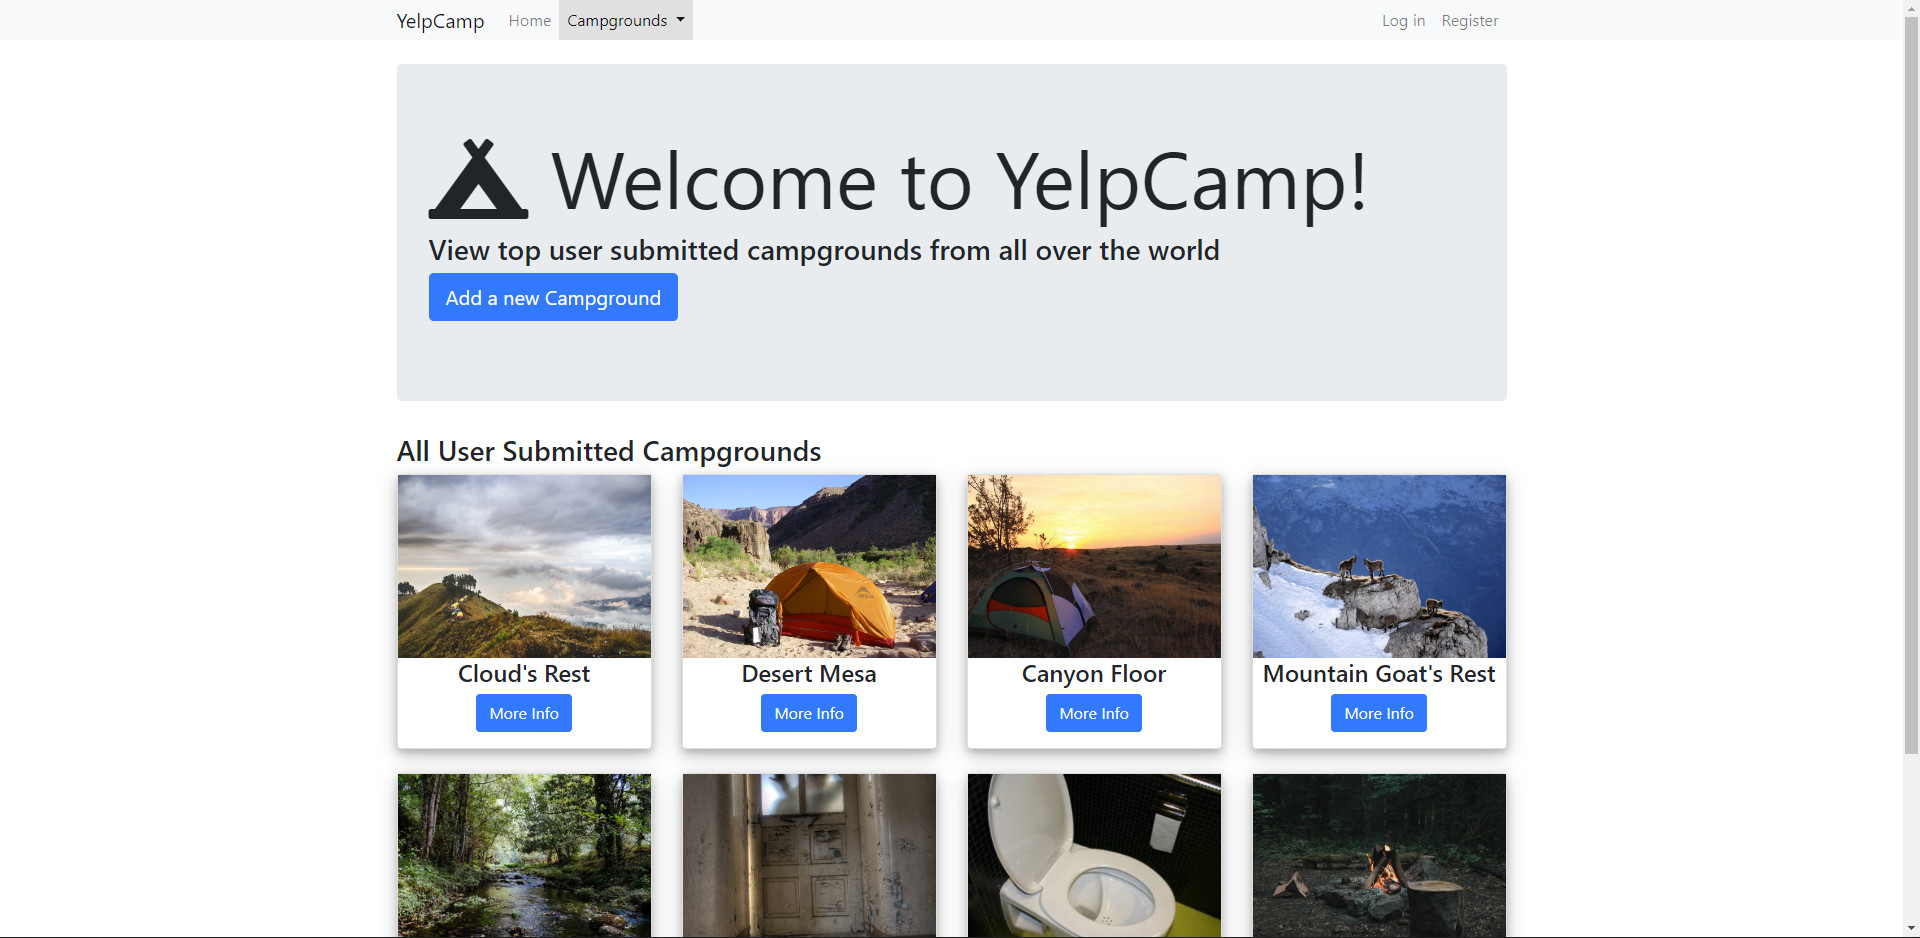 YelpCamp Home Campgrounds Log in Register
Welcome to YelpCamp!
View top user submitted campgrounds from all over the world
Add a new Campground
All User Submitted Campgrounds
Cloud's Rest
More Info
Desert Mesa
More Info
Canyon Floor
More Info
Mountain Goat's Rest
More Info